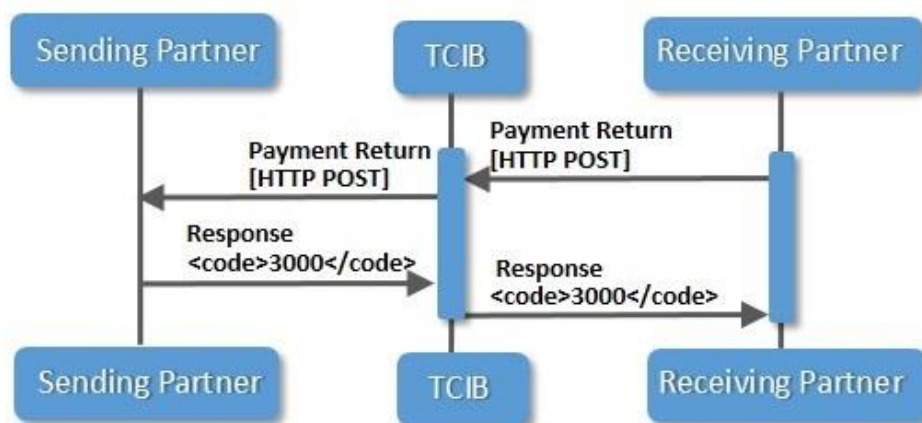 Sending Partner
TCIB
Receiving Partner
Payment Return
[HTTP POST]
Payment Return
[HTTP POST]
Response
<code>3000</code>
Response
<code>3000</code>
Sending Partner
TCIB
Receiving Partner